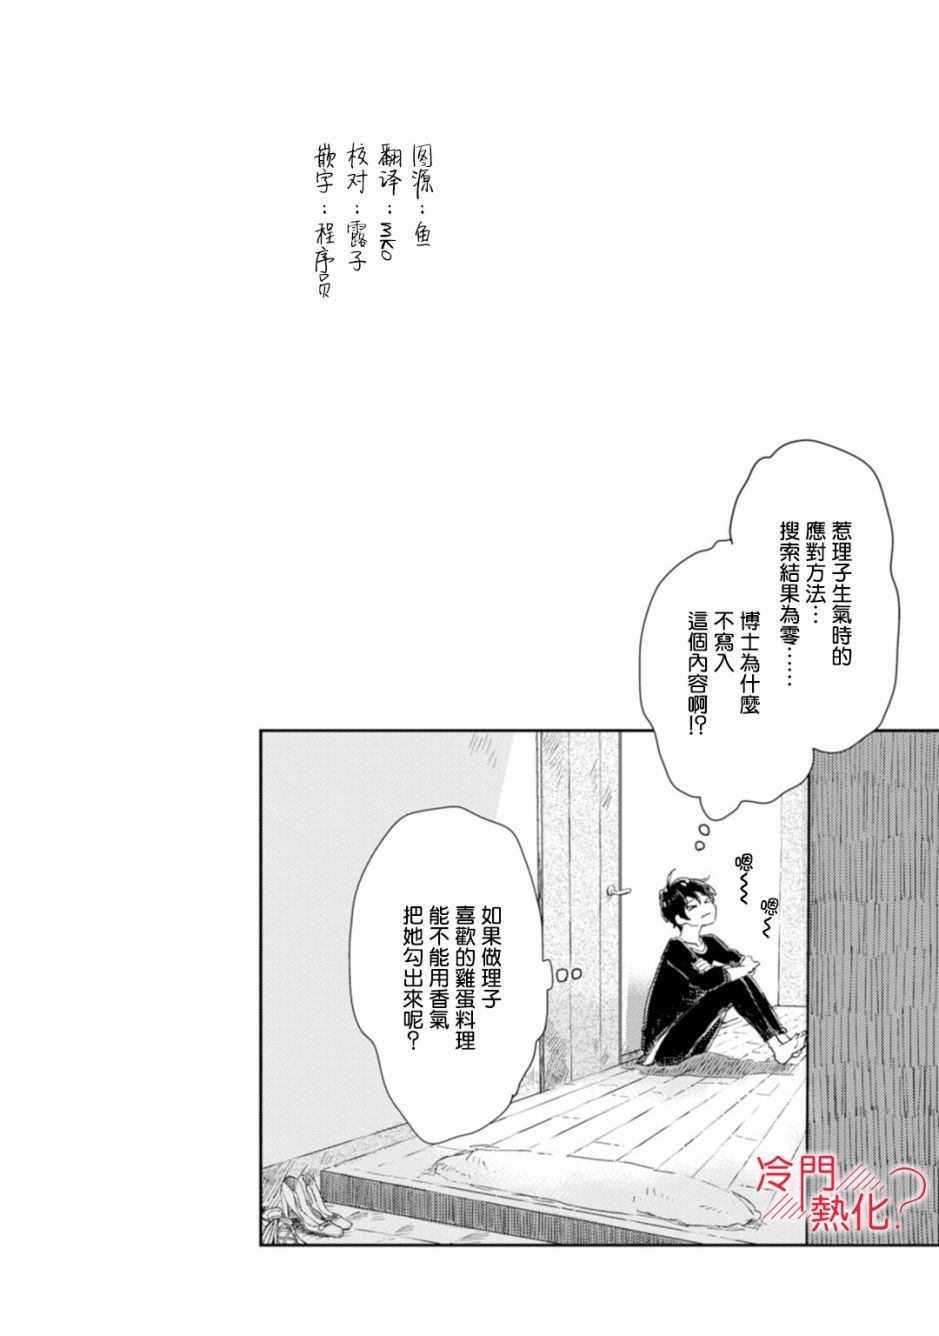 图源：鱼
翻译：mko
校对：露子
嵌字：程序员
惹理子生氣時的
應對方法…
搜索結果為零……
博士為什麼
不寫入
這個內容啊!?
嗯~~
嗯~~
如果做理子
喜歡的雞蛋料理
能不能用香氣
把她勾出來呢?
冷門
熱化?